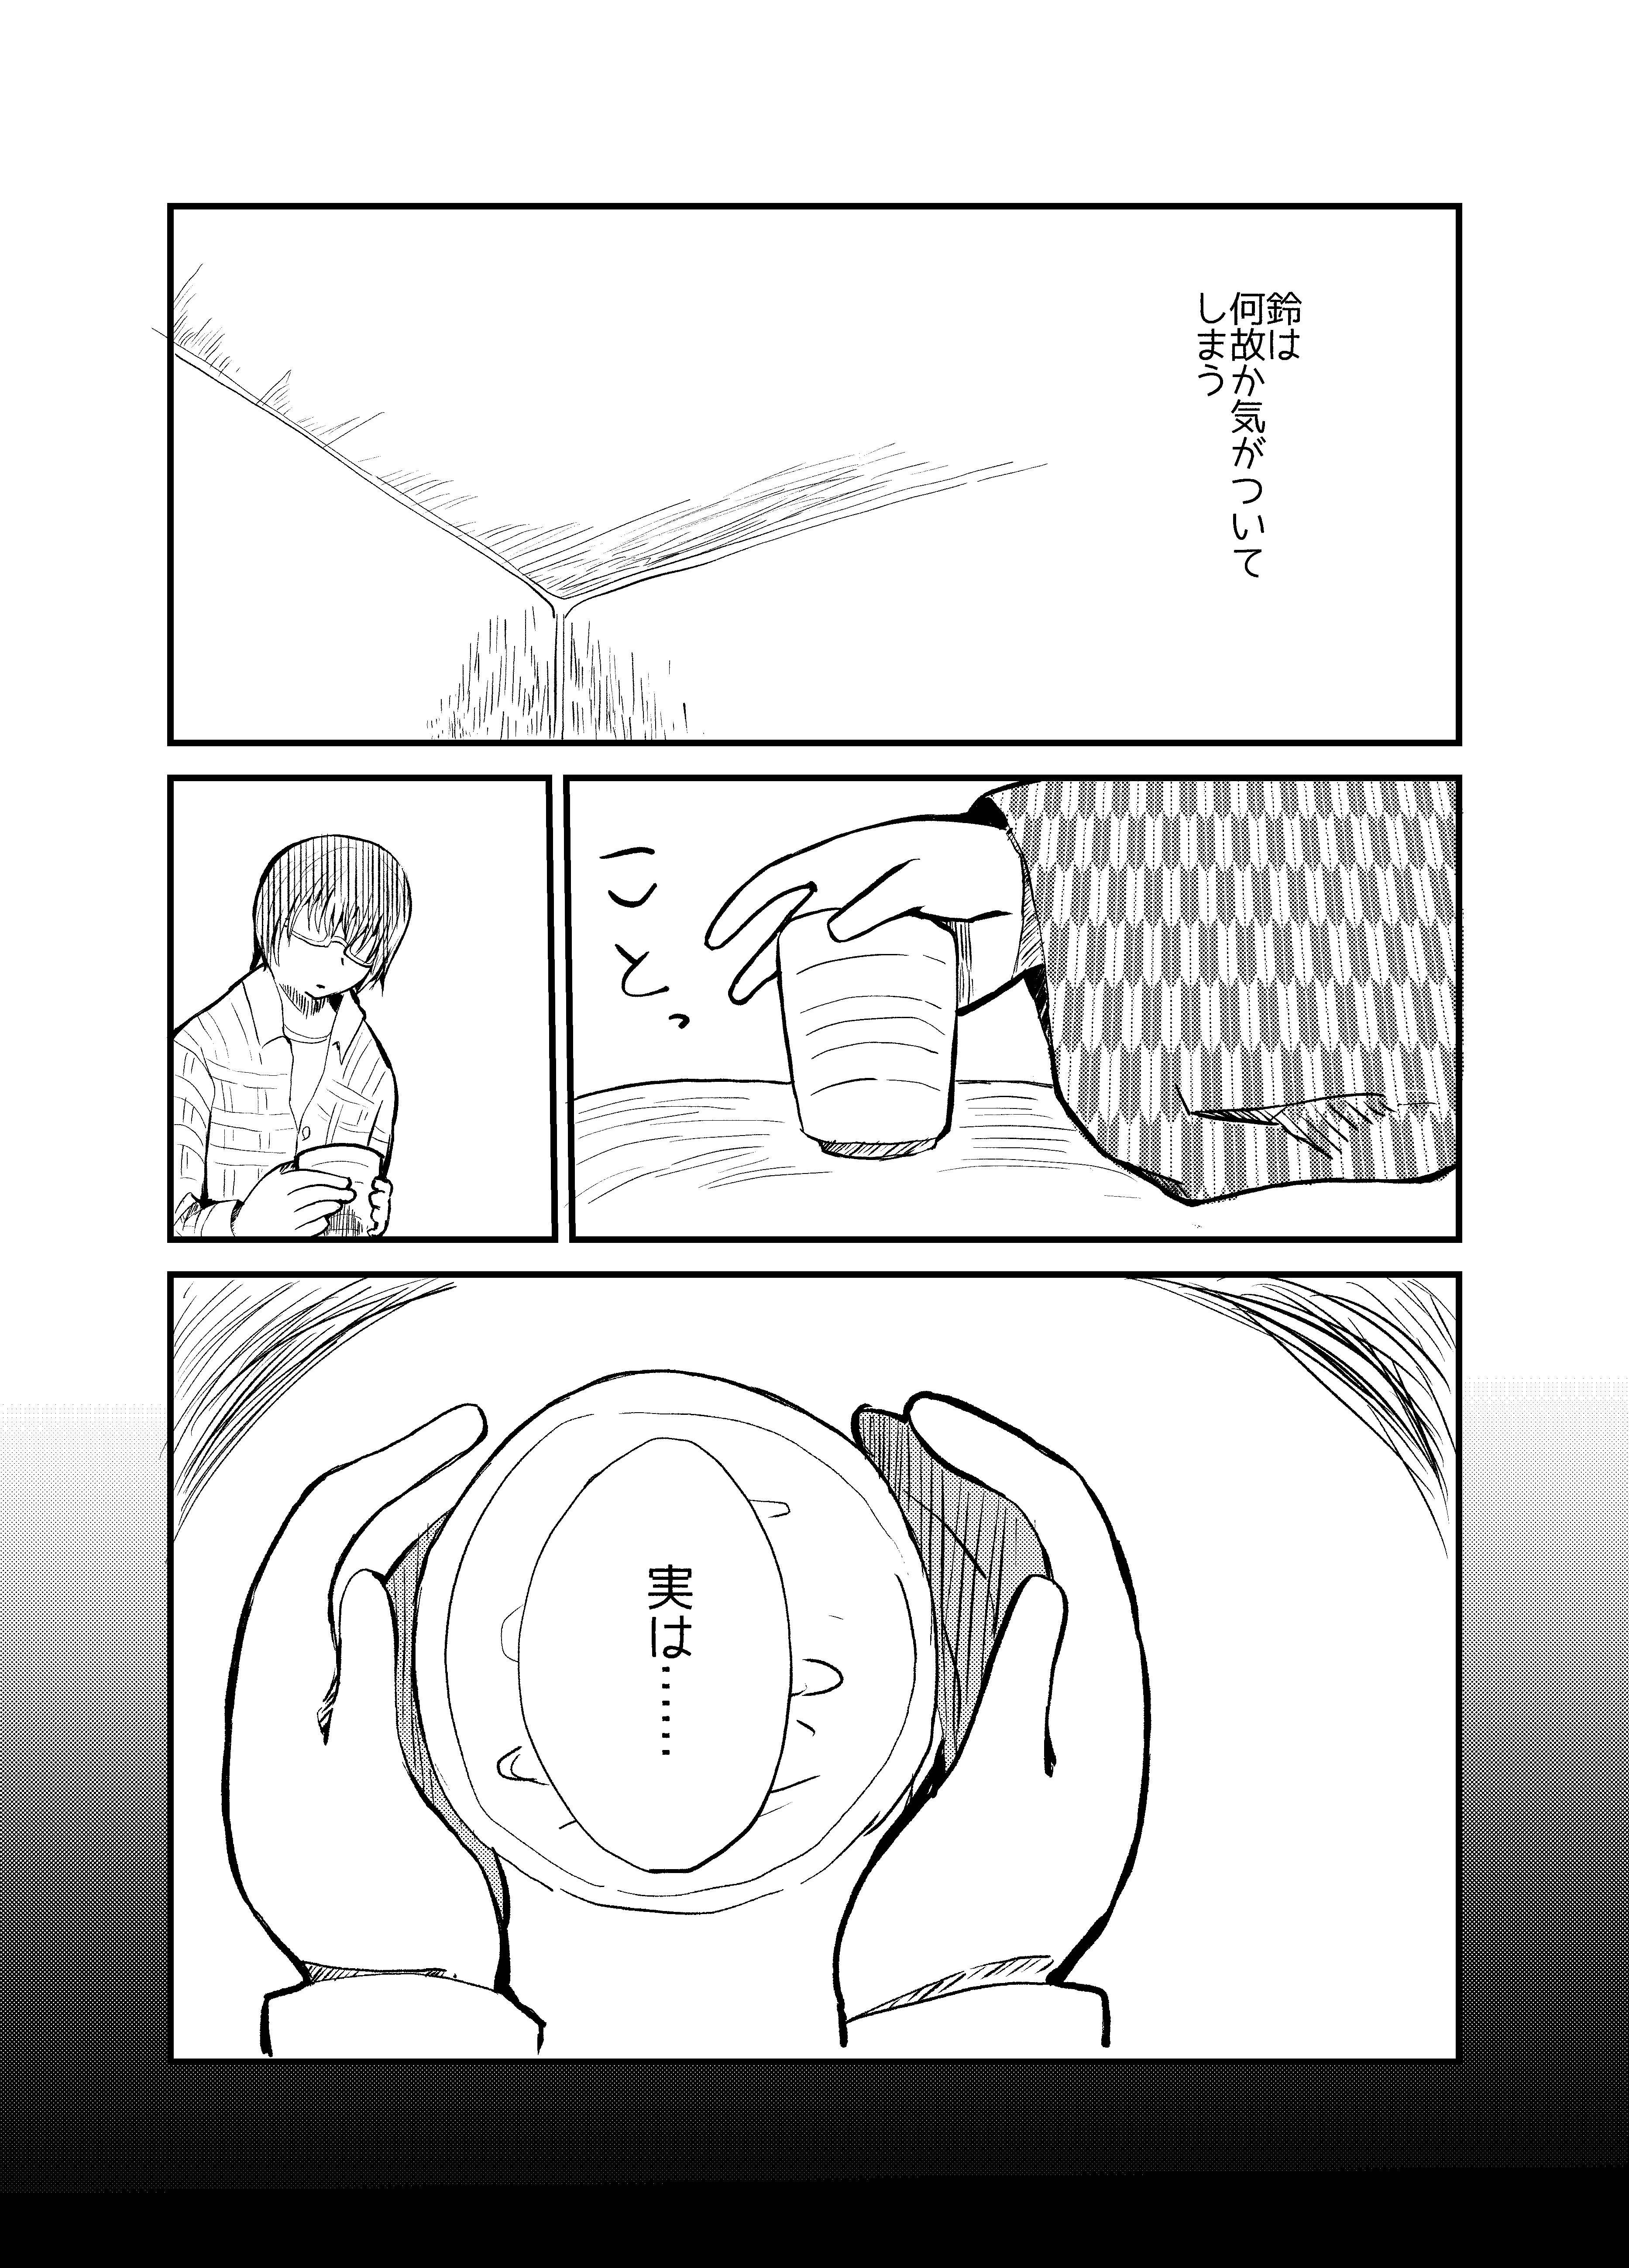 鈴は
何故か気がついて
しまう
ことっ
実は……